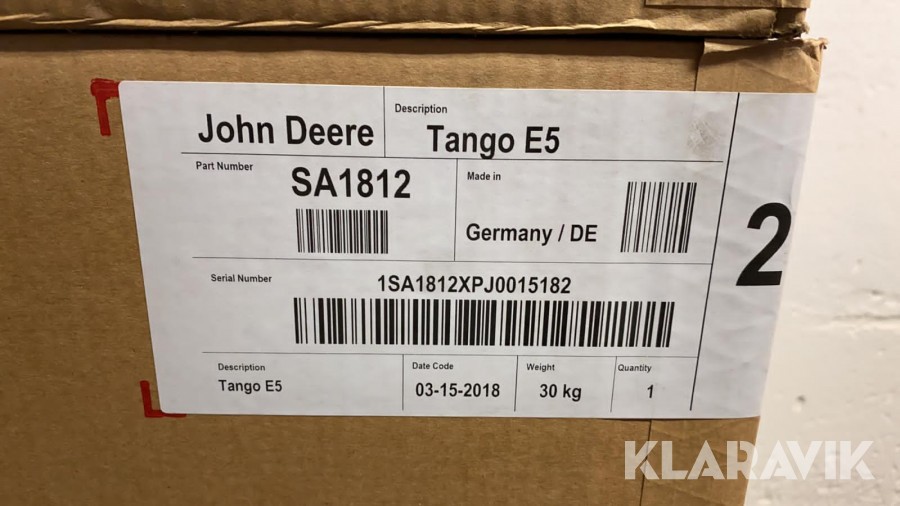 John Deere
Description
Tango E5
Part Number
SA1812
Made in
Germany / DE
2
Serial Number
1SA1812XPJ0015182
Description
Tango E5
Date Code
03-15-2018
Weight
30 kg
Quantity
1
KLARAVIK